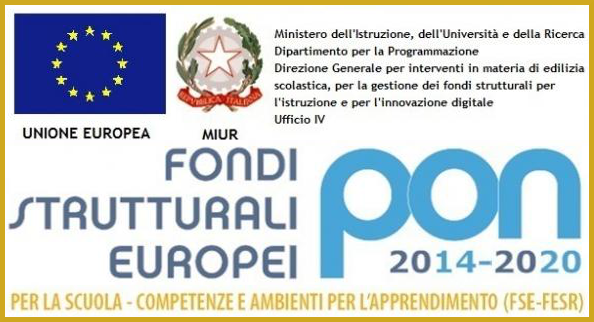 UNIONE EUROPEA
REPVBBLICA ITALIANA
MIUR
Ministero dell'Istruzione, dell'Università e della Ricerca
Dipartimento per la Programmazione
Direzione Generale per interventi in materia di edilizia
scolastica, per la gestione dei fondi strutturali per
l'istruzione e per l'innovazione digitale
Ufficio IV
FONDI
STRUTTURALI
EUROPEI
pon
2014-2020
PER LA SCUOLA - COMPETENZE E AMBIENTI PER L'APPRENDIMENTO (FSE-FESR)